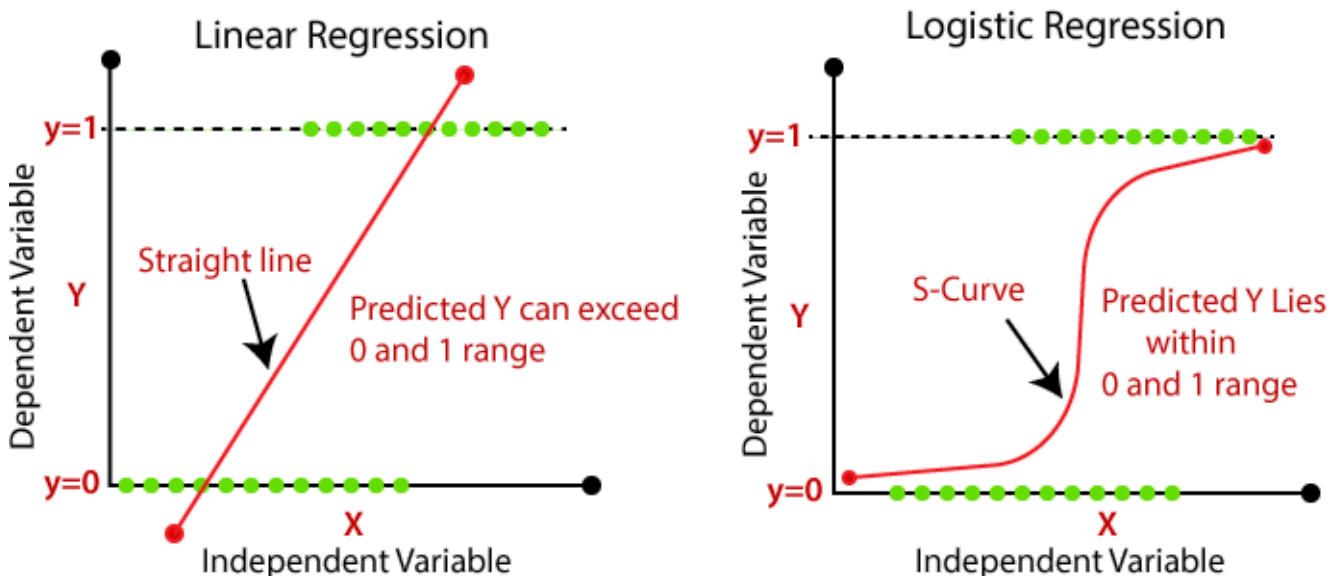 Linear Regression
y=1
Dependent Variable
Y
Straight line
Predicted Y can exceed
0 and 1 range
y=0
X
Independent Variable
Logistic Regression
y=1
Dependent Variable
Y
S-Curve
Predicted Y Lies
within
0 and 1 range
y=0
X
Independent Variable